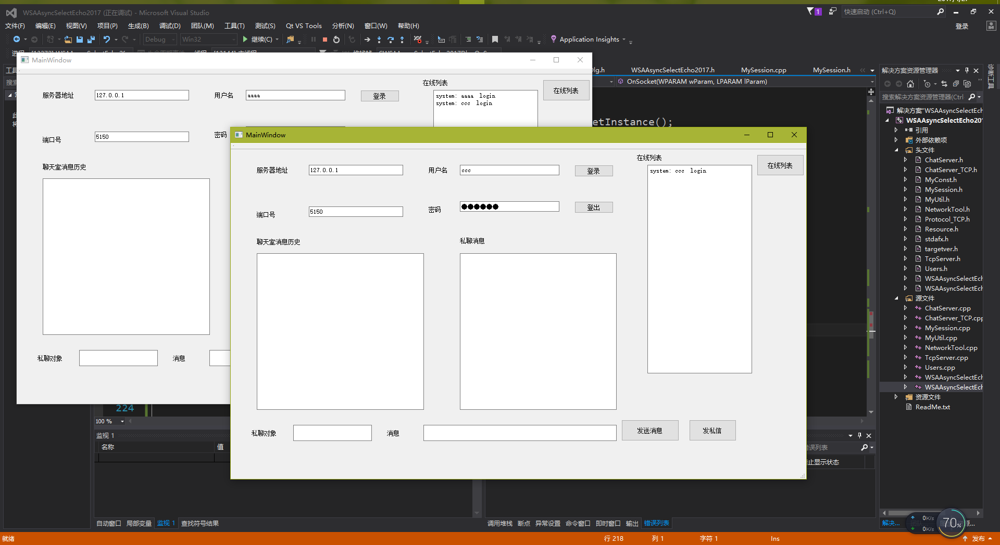 WSAAsyncSelectEcho2017 (正在调试) - Microsoft Visual Studio
1
快速启动 (Ctrl+Q)
文件(F) 编辑(E) 视图(V) 项目(P) 生成(B) 调试(D) 团队(M) 工具(T) 测试(S) Qt VS Tools 分析(N) 窗口(W) 帮助(H)
登录
Debug Win32 继续(C) Application Insights
MainWindow
服务器地址 127.0.0.1 用户名 aaaa 登录
端口号 5150 密码
在线列表
在线列表
system: aaaa login
system: ccc login
聊天室消息历史
私聊对象 消息
Dlg.h WSAAsyncSelectEcho2017.h MySession.cpp MySession.h
OnSocket(WPARAM wParam, LPARAM lParam)
etInstance();
MainWindow
服务器地址 127.0.0.1 用户名 ccc 登录
端口号 5150 密码 ●●●●●● 登出
在线列表
在线列表
system: ccc login
聊天室消息历史 私聊消息
私聊对象 消息 发送消息 发私信
224
100 %
监视 1
名称 值
错误列表
止显示状态
自动窗口 局部变量 监视 1 查找符号结果
调用堆栈 断点 异常设置 命令窗口 即时窗口 输出 错误列表
解决方案资源管理器
搜索解决方案资源管理器(Ctrl
解决方案"WSAAsyncSelectEch
WSAAsyncSelectEcho201
引用
外部依赖项
头文件
ChatServer.h
ChatServer_TCP.h
MyConst.h
MySession.h
MyUtil.h
NetworkTool.h
Protocol_TCP.h
Resource.h
stdafx.h
targetver.h
TcpServer.h
Users.h
WSAAsyncSelectEch
WSAAsyncSelectEch
源文件
ChatServer.cpp
ChatServer_TCP.cpp
MySession.cpp
MyUtil.cpp
NetworkTool.cpp
TcpServer.cpp
Users.cpp
WSAAsyncSelectEch
WSAAsyncSelectEch
资源文件
ReadMe.txt
诊断工具
解决...
0K/s
0K/s
70%
就绪 行 218 列 1 字符 1 Ins 发布